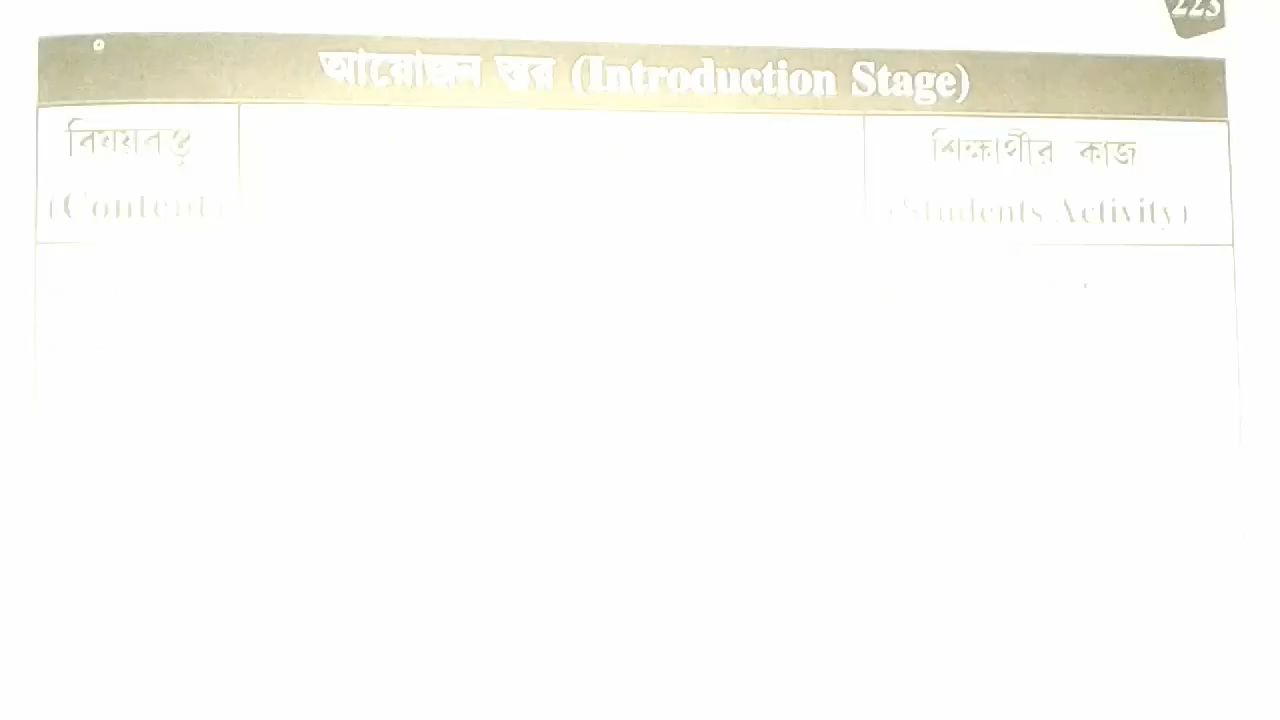 223
আয়োজন স্তর (Introduction Stage)
বিষয়বস্তু
(Content)
শিক্ষার্থীর কাজ
(Students Activity)